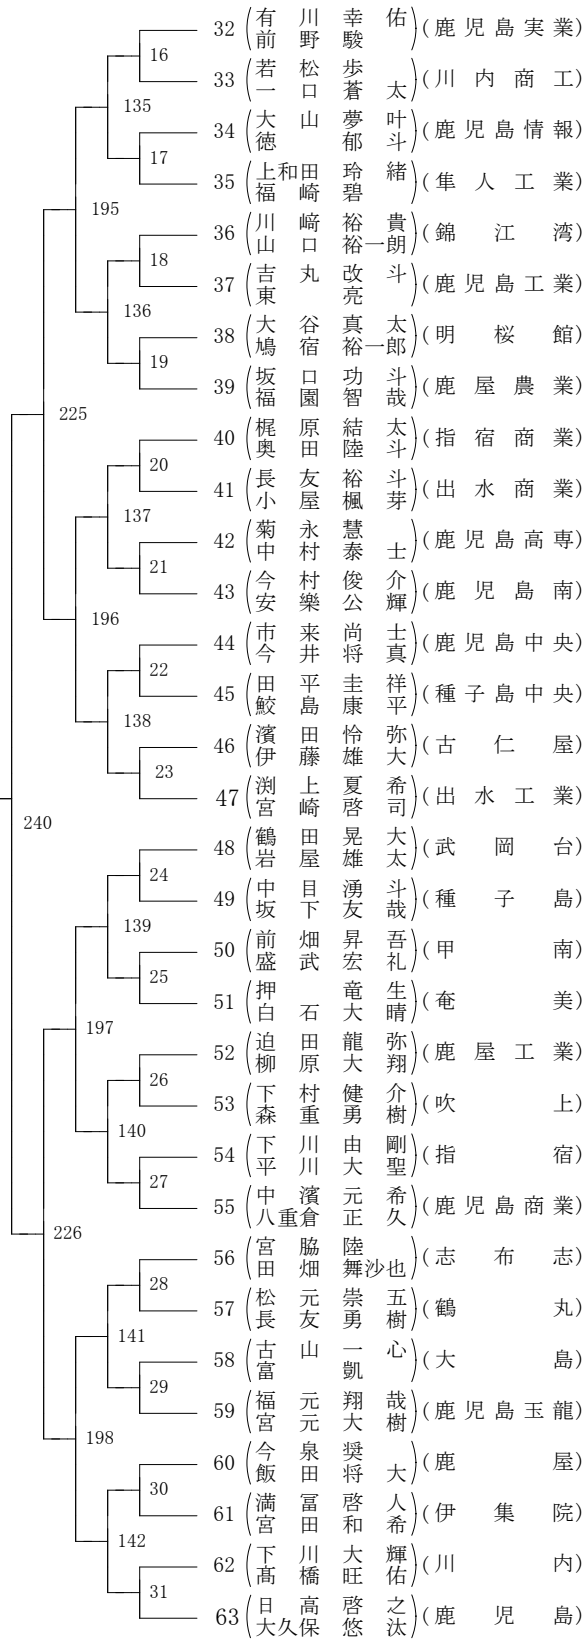 32 (有川幸佑 前野駿) (鹿児島実業)
16
33 (若松歩 一口蒼太) (川内商工)
135
34 (大山夢叶 徳郁斗) (鹿児島情報)
17
35 (上和田玲緒 福崎碧) (隼人工業)
195
36 (川﨑裕貴 山口裕一朗) (錦江湾)
18
37 (吉丸改斗 東亮) (鹿児島工業)
136
38 (大谷真太 鳩宿裕一郎) (明桜館)
19
39 (坂口功斗 福園智哉) (鹿屋農業)
225
40 (梶原結太 奥田陸斗) (指宿商業)
20
41 (長友裕斗 小屋楓芽) (出水商業)
137
42 (菊永慧 中村泰士) (鹿児島高専)
21
43 (今村俊介 安樂公輝) (鹿児島南)
196
44 (市来尚士 今井将真) (鹿児島中央)
22
45 (田平圭祥 鮫島康平) (種子島中央)
138
46 (濱田怜弥 伊藤雄大) (古仁屋)
23
47 (渕上夏希 宮崎啓司) (出水工業)
240
48 (鶴田晃大 岩屋雄太) (武岡台)
24
49 (中目湧斗 坂下友哉) (種子島)
139
50 (前畑昇吾 盛武宏礼) (甲南)
25
51 (押竜生 白石大晴) (奄美)
197
52 (迫田龍弥 柳原大翔) (鹿屋工業)
26
53 (下村健介 森重勇樹) (吹上)
140
54 (下川由剛 平川大聖) (指宿)
27
55 (中濱元希 八重倉正久) (鹿児島商業)
226
56 (宮脇陸 田畑舞沙也) (志布志)
28
57 (松元崇五 長友勇樹) (鶴丸)
141
58 (古山一心 富凱) (大島)
29
59 (福元翔哉 宮元大樹) (鹿児島玉龍)
198
60 (今泉奨 飯田将大) (鹿屋)
30
61 (満冨啓人 宮田和希) (伊集院)
142
62 (下川大輝 髙橋旺佑) (川内)
31
63 (日高啓之 大久保悠汰) (鹿児島)